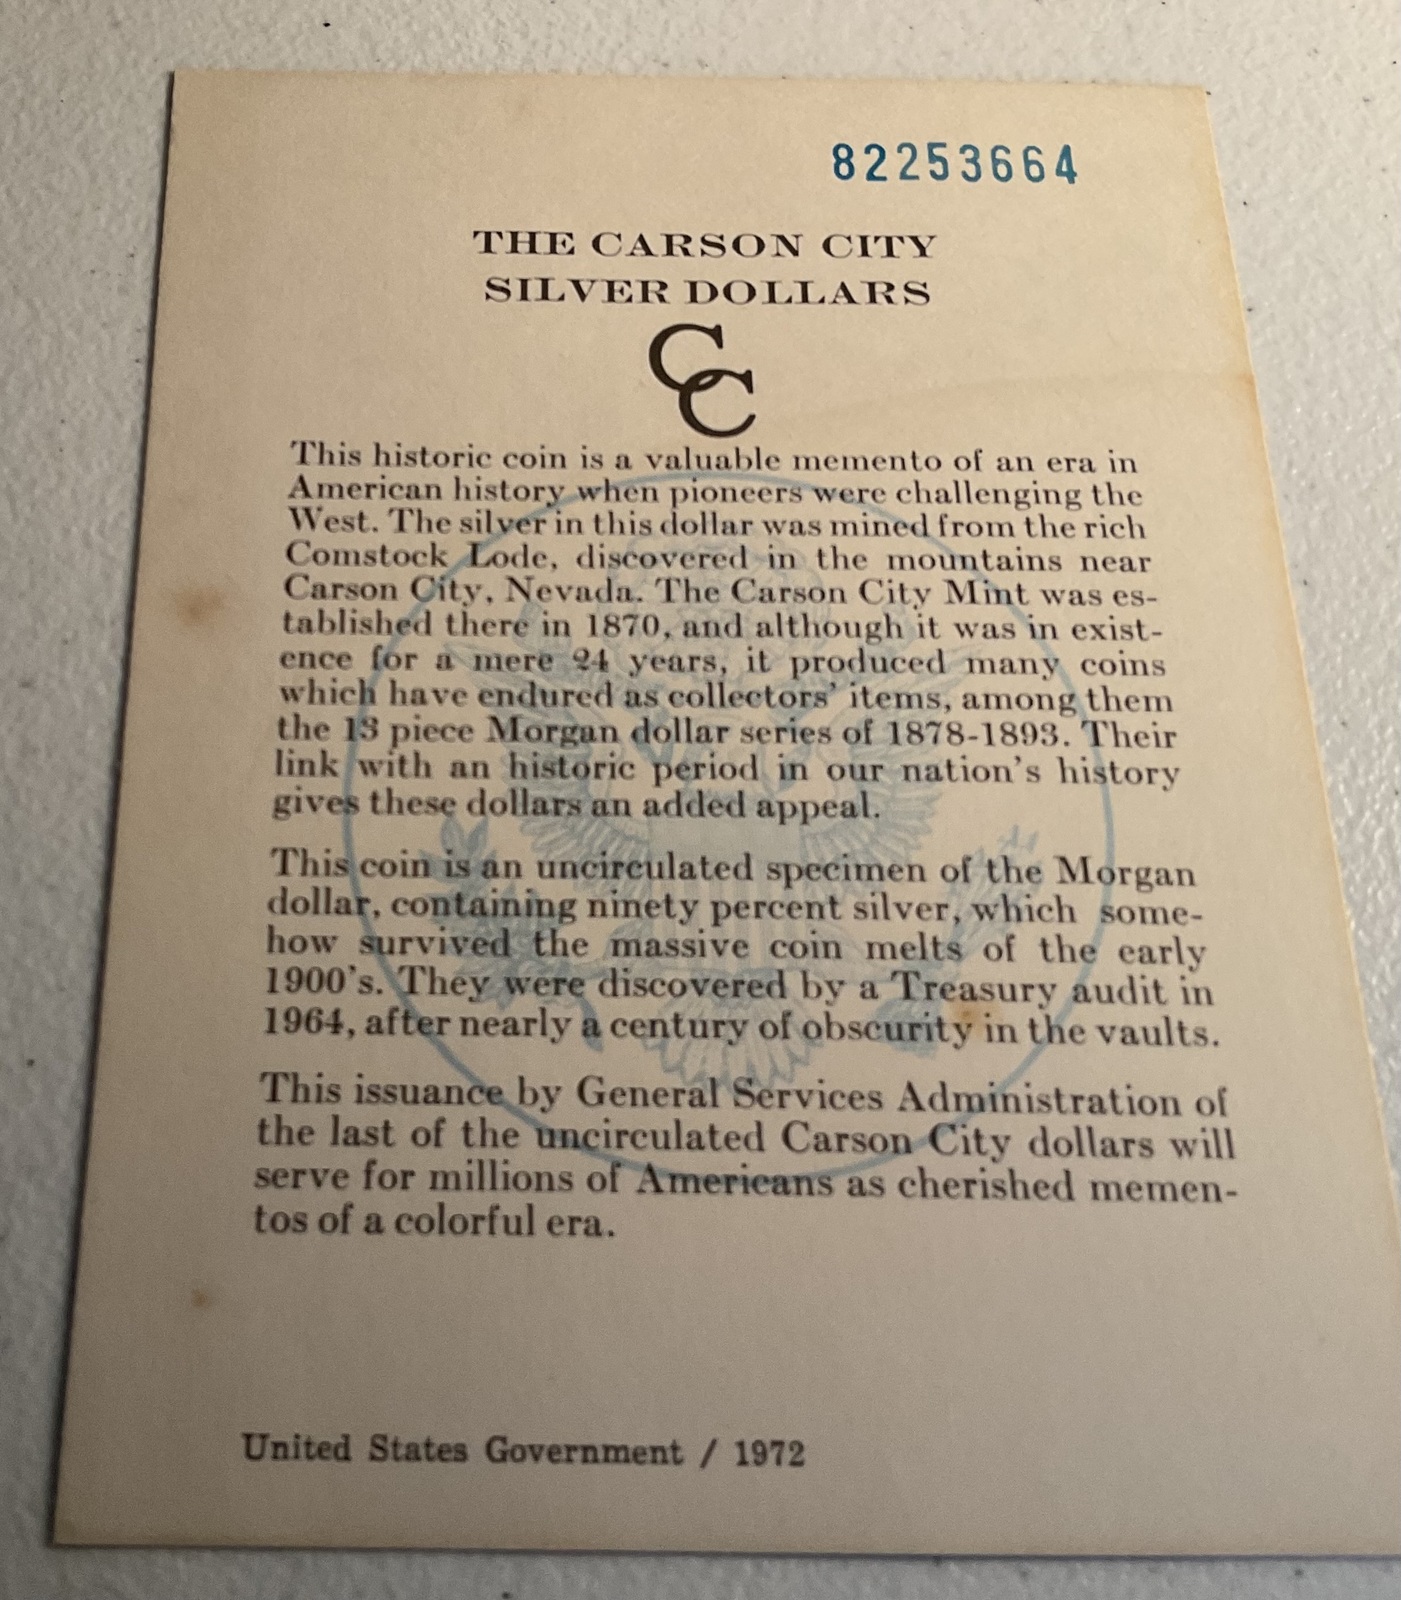 82253664
THE CARSON CITY
SILVER DOLLARS
CC
This historic coin is a valuable memento of an era in
American history when pioneers were challenging the
West. The silver in this dollar was mined from the rich
Comstock Lode, discovered in the mountains near
Carson City, Nevada. The Carson City Mint was es-
tablished there in 1870, and although it was in exist-
ence for a mere 24 years, it produced many coins
which have endured as collectors' items, among them
the 13 piece Morgan dollar series of 1878-1893. Their
link with an historic period in our nation's history
gives these dollars an added appeal.
This coin is an uncirculated specimen of the Morgan
dollar, containing ninety percent silver, which some-
how survived the massive coin melts of the early
1900's. They were discovered by a Treasury audit in
1964, after nearly a century of obscurity in the vaults.
This issuance by General Services Administration of
the last of the uncirculated Carson City dollars will
serve for millions of Americans as cherished memen-
tos of a colorful era.
United States Government / 1972